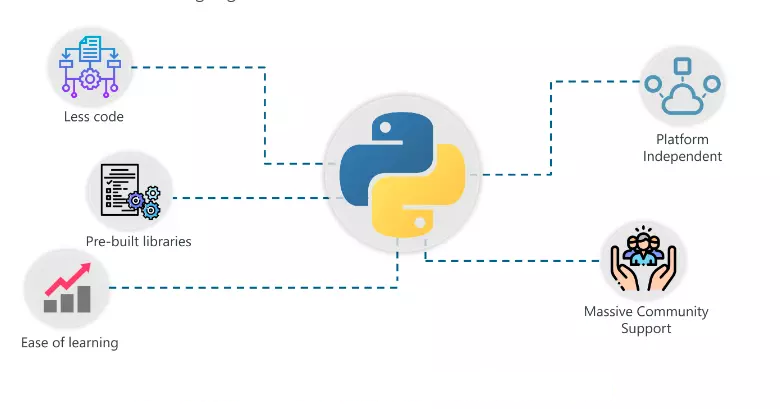 Less code
Platform
Independent
Pre-built libraries
Massive Community
Support
Ease of learning